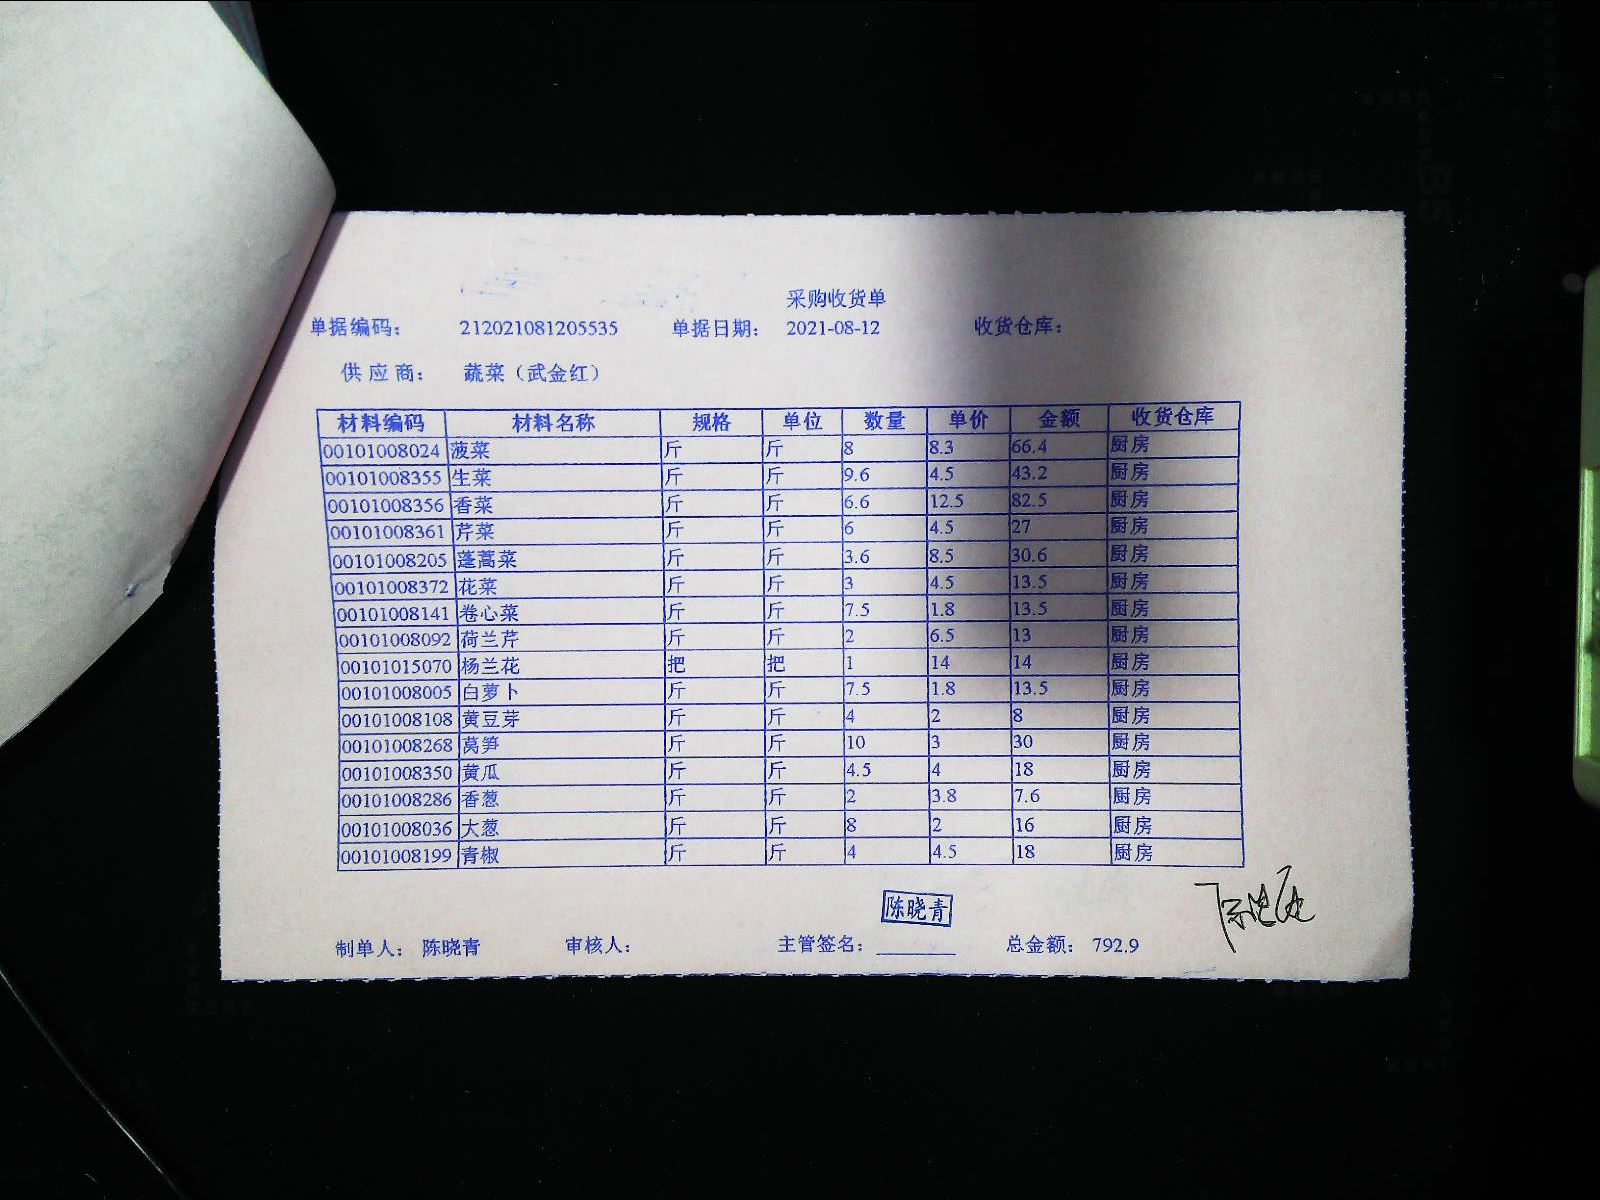 采购收货单
单据编码： 212021081205535 单据日期： 2021-08-12 收货仓库：
供应商： 蔬菜（武金红）
材料编码 材料名称 规格 单位 数量 单价 金额 收货仓库
00101008024 菠菜 斤 斤 8 8.3 66.4 厨房
00101008355 生菜 斤 斤 9.6 4.5 43.2 厨房
00101008356 香菜 斤 斤 6.6 12.5 82.5 厨房
00101008361 芹菜 斤 斤 6 4.5 27 厨房
00101008205 蓬蒿菜 斤 斤 3.6 8.5 30.6 厨房
00101008372 花菜 斤 斤 3 4.5 13.5 厨房
00101008141 卷心菜 斤 斤 7.5 1.8 13.5 厨房
00101008092 荷兰芹 斤 斤 2 6.5 13 厨房
00101015070 杨兰花 把 把 1 14 14 厨房
00101008005 白萝卜 斤 斤 7.5 1.8 13.5 厨房
00101008108 黄豆芽 斤 斤 4 2 8 厨房
00101008268 莴笋 斤 斤 10 3 30 厨房
00101008350 黄瓜 斤 斤 4.5 4 18 厨房
00101008286 香葱 斤 斤 2 3.8 7.6 厨房
00101008036 大葱 斤 斤 8 2 16 厨房
00101008199 青椒 斤 斤 4 4.5 18 厨房
陈晓青
制单人： 陈晓青 审核人： 主管签名： 总金额： 792.9